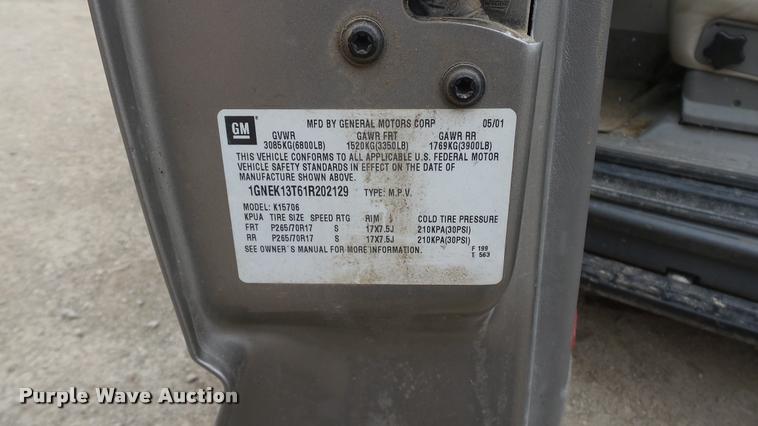 GM MFD BY GENERAL MOTORS CORP 05/01
GVWR GAWR FRT GAWR RR
3085KG(6800LB) 1520KG(3350LB) 1769KG(3900LB)
THIS VEHICLE CONFORMS TO ALL APPLICABLE U.S. FEDERAL MOTOR
VEHICLE SAFETY STANDARDS IN EFFECT ON THE DATE OF
MANUFACTURE SHOWN ABOVE.
1GNEK13T61R202129 TYPE: M.P.V.
MODEL: K15706
KPUA TIRE SIZE SPEED RTG RIM COLD TIRE PRESSURE
FRT P265/70R17 S 17X7.5J 210KPA(30PSI)
RR P265/70R17 S 17X7.5J 210KPA(30PSI)
SEE OWNER'S MANUAL FOR MORE INFORMATION. F 199
T 563
Purple Wave Auction